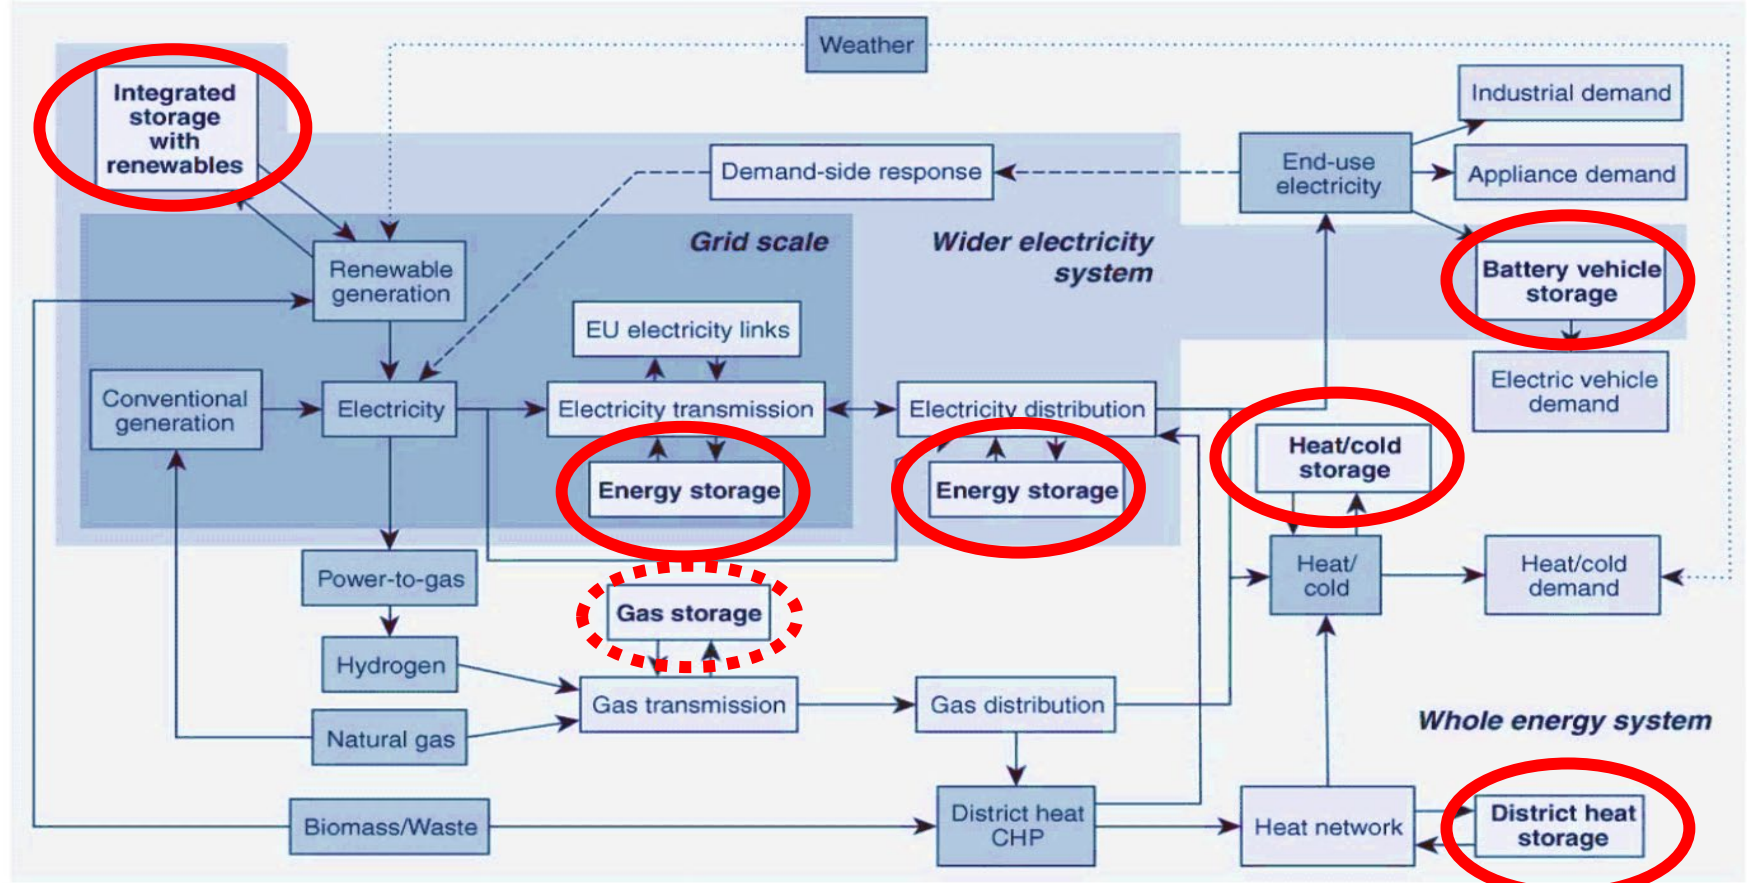 Weather
Integrated
storage
with
renewables
Industrial demand
End-use
electricity
Demand-side response
Appliance demand
Grid scale
Wider electricity
system
Renewable
generation
Battery vehicle
storage
EU electricity links
Conventional
generation
Electricity
Electricity transmission
Electricity distribution
Electric vehicle
demand
Heat/cold
storage
Energy storage
Energy storage
Power-to-gas
Heat/
cold
Heat/cold
demand
Gas storage
Hydrogen
Gas transmission
Gas distribution
Natural gas
Whole energy system
Biomass/Waste
District heat
CHP
Heat network
District heat
storage